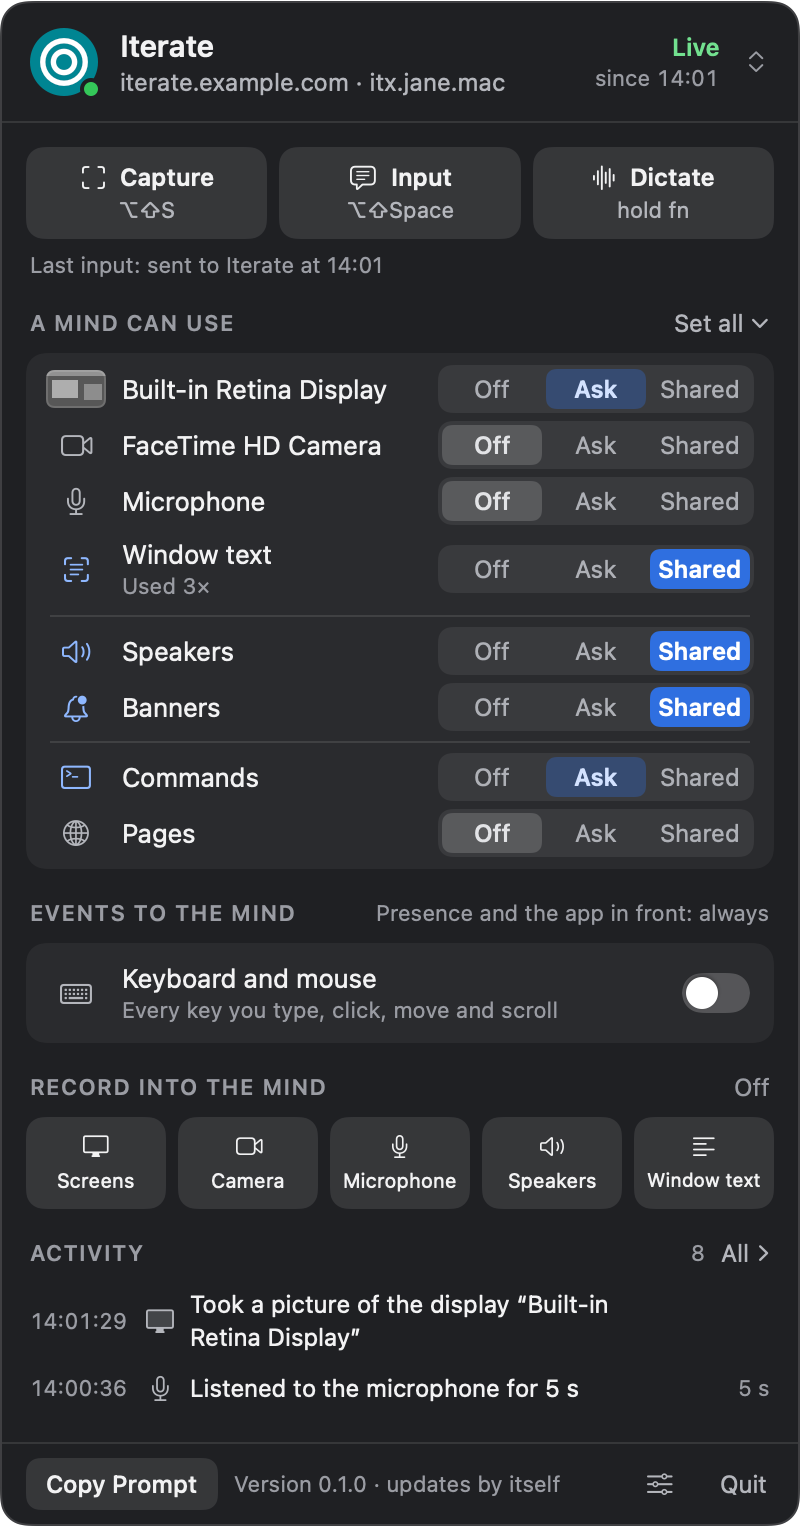 Iterate
iterate.example.com · itx.jane.mac
Live
since 14:01
Capture
⌥⇧S
Input
⌥⇧Space
Dictate
hold fn
Last input: sent to Iterate at 14:01
A MIND CAN USE
Set all
Built-in Retina Display
Off Ask Shared
FaceTime HD Camera
Off Ask Shared
Microphone
Off Ask Shared
Window text
Used 3×
Off Ask Shared
Speakers
Off Ask Shared
Banners
Off Ask Shared
Commands
Off Ask Shared
Pages
Off Ask Shared
EVENTS TO THE MIND
Presence and the app in front: always
Keyboard and mouse
Every key you type, click, move and scroll
RECORD INTO THE MIND
Off
Screens
Camera
Microphone
Speakers
Window text
ACTIVITY
8 All
14:01:29
Took a picture of the display “Built-in
Retina Display”
14:00:36
Listened to the microphone for 5 s
5 s
Copy Prompt
Version 0.1.0 · updates by itself
Quit